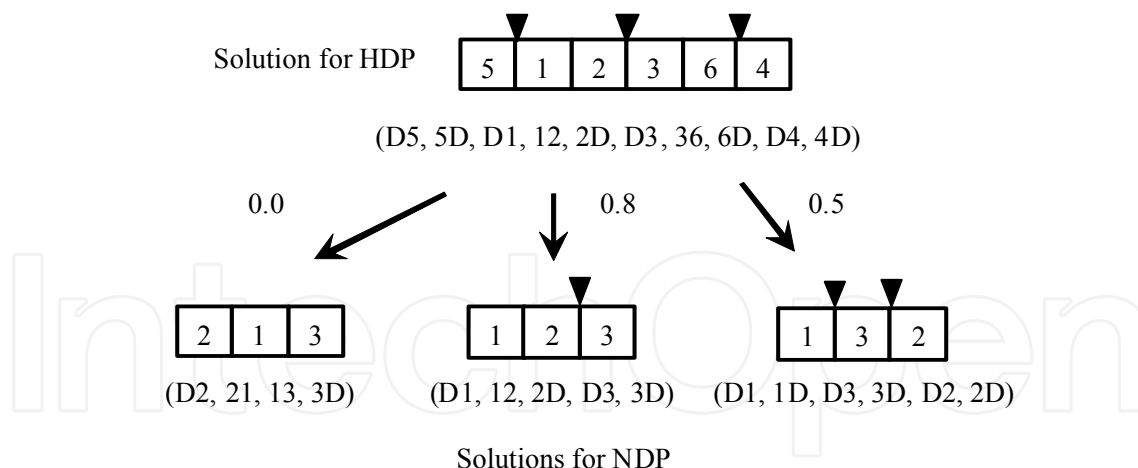 Solution for HDP
5 1 2 3 6 4
(D5, 5D, D1, 12, 2D, D3, 36, 6D, D4, 4D)
0.0 0.8 0.5
2 1 3 1 2 3 1 3 2
(D2, 21, 13, 3D) (D1, 12, 2D, D3, 3D) (D1, 1D, D3, 3D, D2, 2D)
Solutions for NDP
IntechOpen